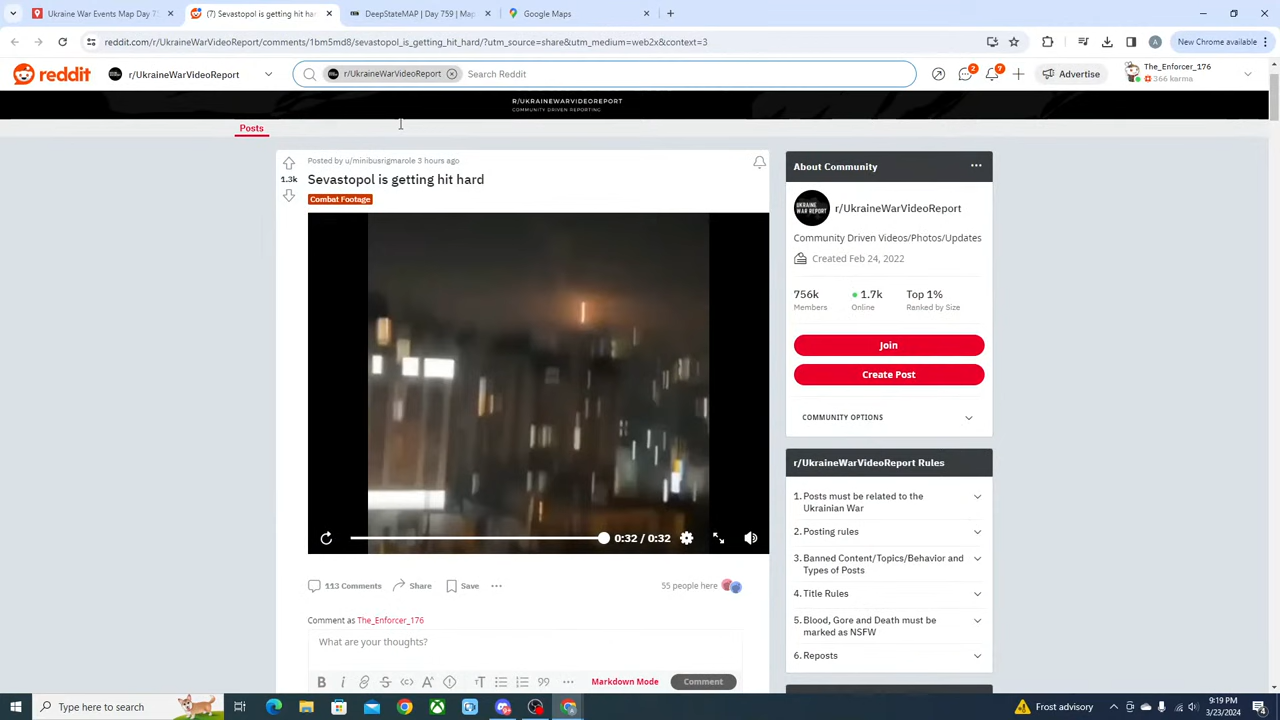 Ukraine War Events Map Day 7
(7) Sevastopol is getting hit hard
DeepStateMAP | Day 759 | Map
Google Maps
reddit.com/r/UkraineWarVideoReport/comments/1bm5md8/sevastopol_is_getting_hit_hard/?utm_source=share&utm_medium=web2x&context=3
New Chrome available
reddit
r/UkraineWarVideoReport
r/UkraineWarVideoReport
Search Reddit
2
7
Advertise
The_Enforcer_176
366 karma
R/UKRAINEWARVIDEOREPORT
COMMUNITY DRIVEN REPORTING
Posts
Posted by u/minibusrigmarole 3 hours ago
1.3k
Sevastopol is getting hit hard
Combat Footage
0:32 / 0:32
113 Comments
Share
Save
55 people here
Comment as The_Enforcer_176
What are your thoughts?
Markdown Mode
Comment
About Community
UKRAINE
WAR REPORT
r/UkraineWarVideoReport
Community Driven Videos/Photos/Updates
Created Feb 24, 2022
756k
1.7k
Top 1%
Members
Online
Ranked by Size
Join
Create Post
COMMUNITY OPTIONS
r/UkraineWarVideoReport Rules
1. Posts must be related to the
Ukrainian War
2. Posting rules
3. Banned Content/Topics/Behavior and
Types of Posts
4. Title Rules
5. Blood, Gore and Death must be
marked as NSFW
6. Reposts
Type here to search
Frost advisory
9:19 PM
3/23/2024